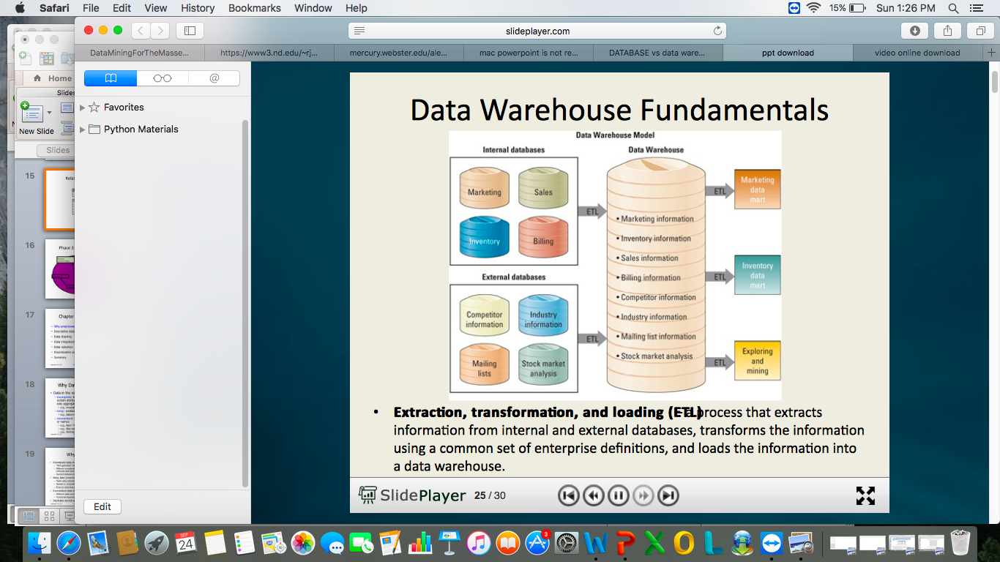 Safari File Edit View History Bookmarks Window Help 15% Sun 1:26 PM
slideplayer.com
DataMiningForTheMasse... https://www3.nd.edu/~rj... mercury.webster.edu/ale... mac powerpoint is not re... DATABASE vs data ware... ppt download video online download
Home
Slides
New Slide
Slides
15
16
Phase 3
17
Chapter
18
Why Dat
19
Why
@
Favorites
Python Materials
Edit
Data Warehouse Fundamentals
Data Warehouse Model
Internal databases
Marketing Sales
Inventory Billing
External databases
Competitor information
Industry information
Mailing lists
Stock market analysis
ETL
ETL
Data Warehouse
• Marketing information
• Inventory information
• Sales information
• Billing information
• Competitor information
• Industry information
• Mailing list information
• Stock market analysis
ETL
Marketing
data
mart
ETL
Inventory
data
mart
ETL
Exploring
and
mining
• Extraction, transformation, and loading (ETL) process that extracts
information from internal and external databases, transforms the information
using a common set of enterprise definitions, and loads the information into
a data warehouse.
SlidePlayer 25 / 30
SEP
24
3